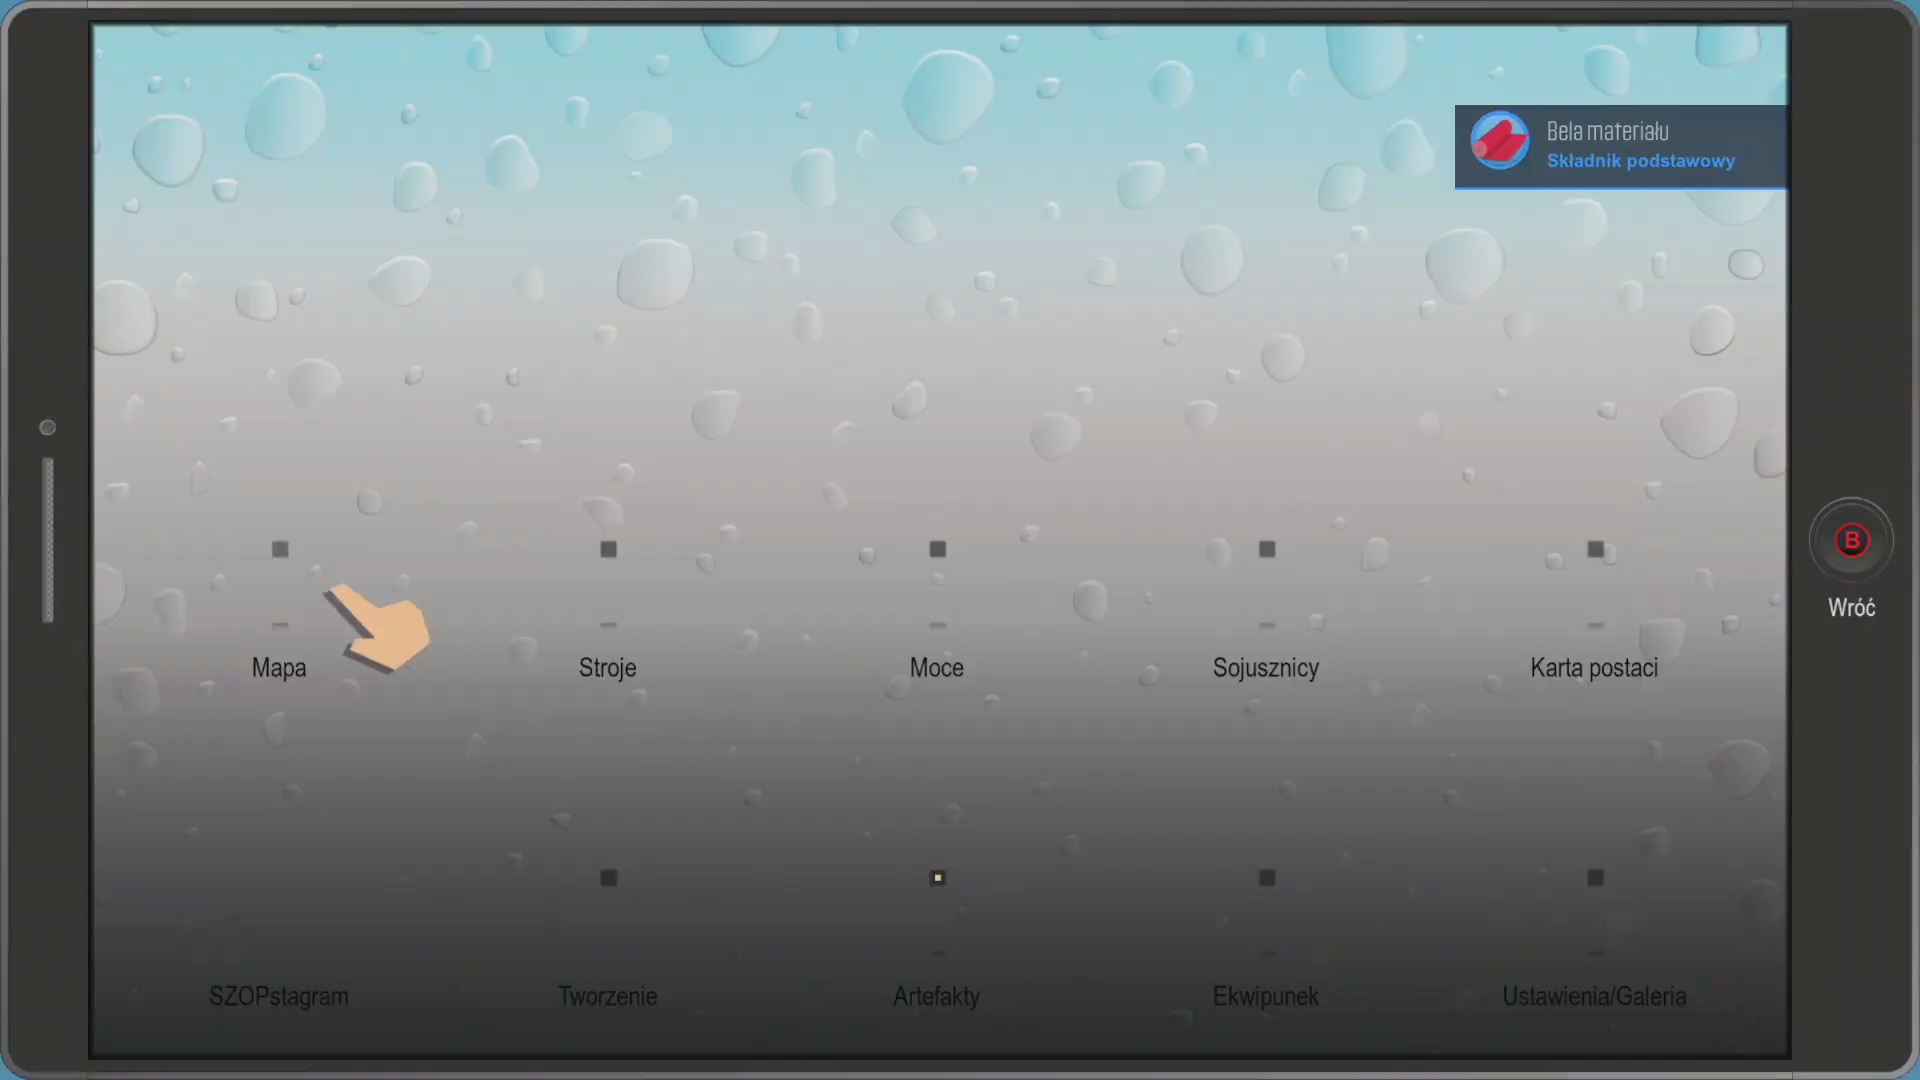 Bela materiału
Składnik podstawowy
B
Wróć
Mapa
Stroje
Moce
Sojusznicy
Karta postaci
SZOPstagram
Tworzenie
Artefakty
Ekwipunek
Ustawienia/Galeria